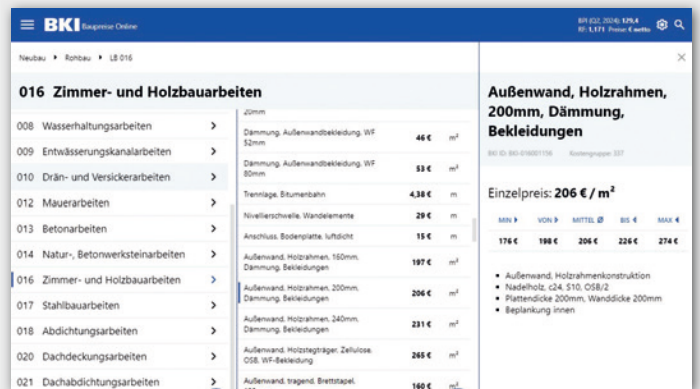 BKI Baupreise Online
BPI (Q2, 2024): 129,4
RF: 1,171 Preise: € netto
Neubau ▸ Rohbau ▸ LB 016
016 Zimmer- und Holzbauarbeiten
008 Wasserhaltungsarbeiten
009 Entwässerungskanalarbeiten
010 Drän- und Versickerarbeiten
012 Mauerarbeiten
013 Betonarbeiten
014 Natur-, Betonwerksteinarbeiten
016 Zimmer- und Holzbauarbeiten
017 Stahlbauarbeiten
018 Abdichtungsarbeiten
020 Dachdeckungsarbeiten
021 Dachabdichtungsarbeiten
20mm
Dämmung, Außenwandbekleidung, WF
52mm 46 € m²
Dämmung, Außenwandbekleidung, WF
80mm 53 € m²
Trennlage, Bitumenbahn 4,38 € m
Nivellierschwelle, Wandelemente 29 € m
Anschluss, Bodenplatte, luftdicht 15 € m
Außenwand, Holzrahmen, 160mm,
Dämmung, Bekleidungen 197 € m²
Außenwand, Holzrahmen, 200mm,
Dämmung, Bekleidungen 206 € m²
Außenwand, Holzrahmen, 240mm,
Dämmung, Bekleidungen 231 € m²
Außenwand, Holzstegträger, Zellulose,
OSB, WF-Bekleidung 265 € m²
Außenwand, tragend, Brettstapel,
160 € m²
Außenwand, Holzrahmen,
200mm, Dämmung,
Bekleidungen
BKI ID: BKI-016001156 Kostengruppe: 337
Einzelpreis: 206 € / m²
MIN VON MITTEL Ø BIS MAX
176 € 198 € 206 € 226 € 274 €
Außenwand, Holzrahmenkonstruktion
Nadelholz, c24, S10, OSB/2
Plattendicke 200mm, Wanddicke 200mm
Beplankung innen